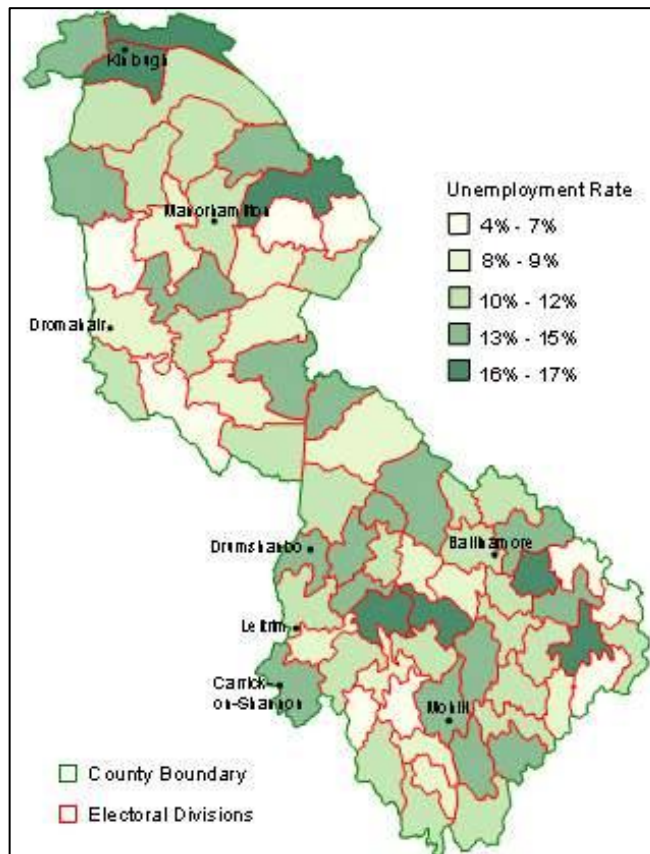 Unemployment Rate
4% - 7%
8% - 9%
10% - 12%
13% - 15%
16% - 17%
Manorhamilton
Dromahair
Drumshanbo
Ballinamore
Leitrim
Carrick-
on-Shannon
Mohill
County Boundary
Electoral Divisions